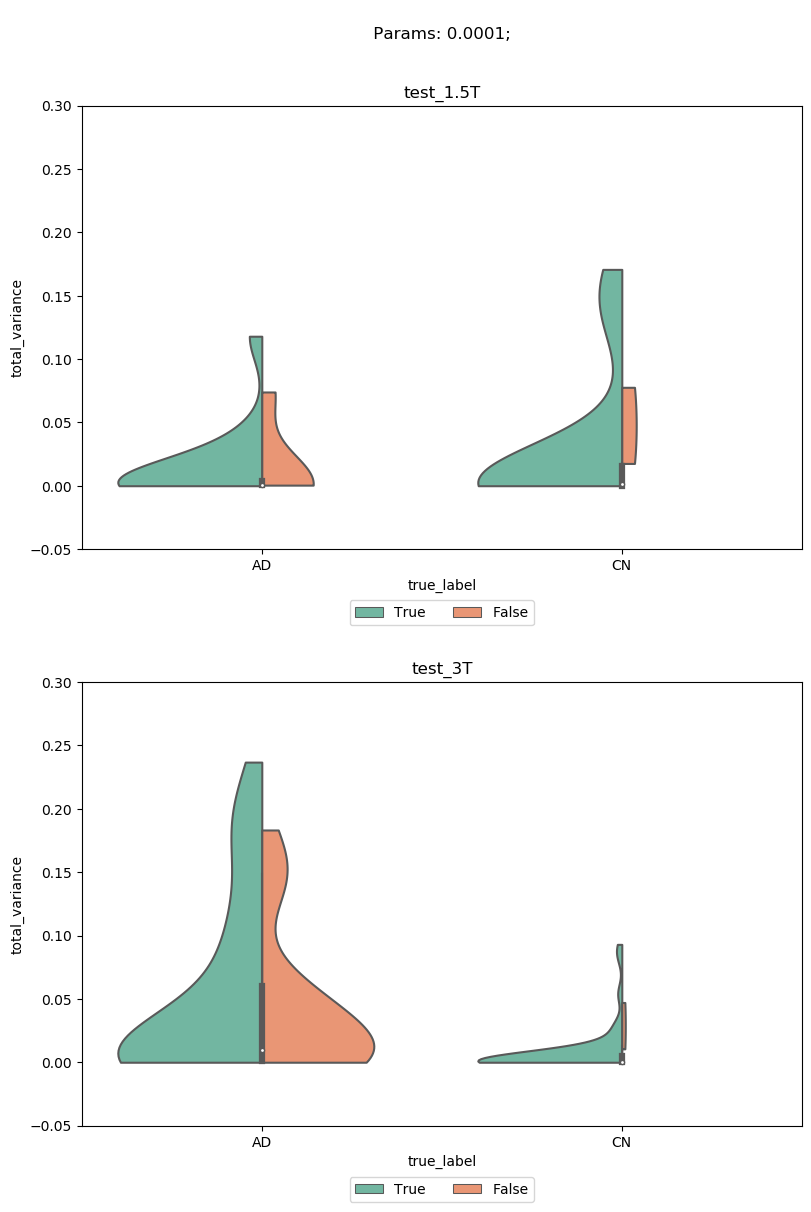 Params: 0.0001;
test_1.5T
0.30
0.25
0.20
0.15
0.10
0.05
0.00
−0.05
total_variance
AD CN
true_label
True False
test_3T
0.30
0.25
0.20
0.15
0.10
0.05
0.00
−0.05
total_variance
AD CN
true_label
True False